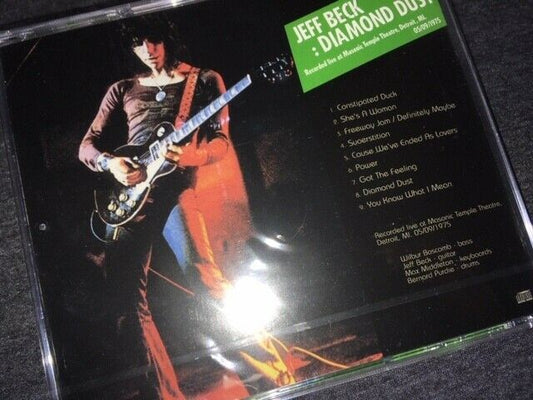 JEFF BECK
: DIAMOND DUST
Recorded live at Masonic Temple Theatre, Detroit, MI.
05/09/1975
1. Constipated Duck
2. She's A Woman
3. Freeway Jam / Definitely Maybe
4. Suoerstition
5. Cause We've Ended As Lovers
6. Power
7. Got The Feeling
8. Diamond Dust
9. You Know What I Mean
Recorded live at Masonic Temple Theatre,
Detroit, MI. 05/09/1975
Wilbur Boscomb - bass
Jeff Beck - guitar
Max Middleton - keyboards
Bernard Purdie - drums